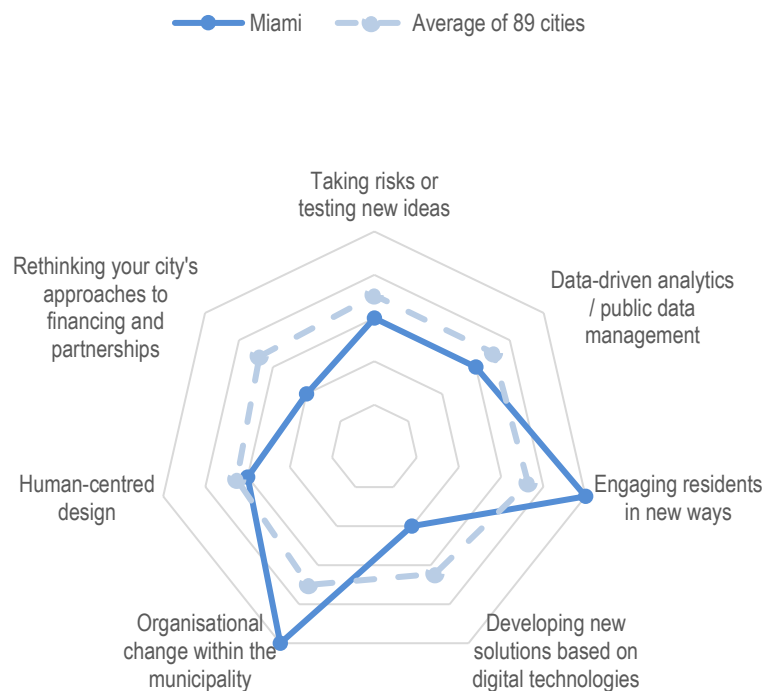 Miami
Average of 89 cities
Taking risks or
testing new ideas
Data-driven analytics
/ public data
management
Engaging residents
in new ways
Developing new
solutions based on
digital technologies
Organisational
change within the
municipality
Human-centred
design
Rethinking your city's
approaches to
financing and
partnerships